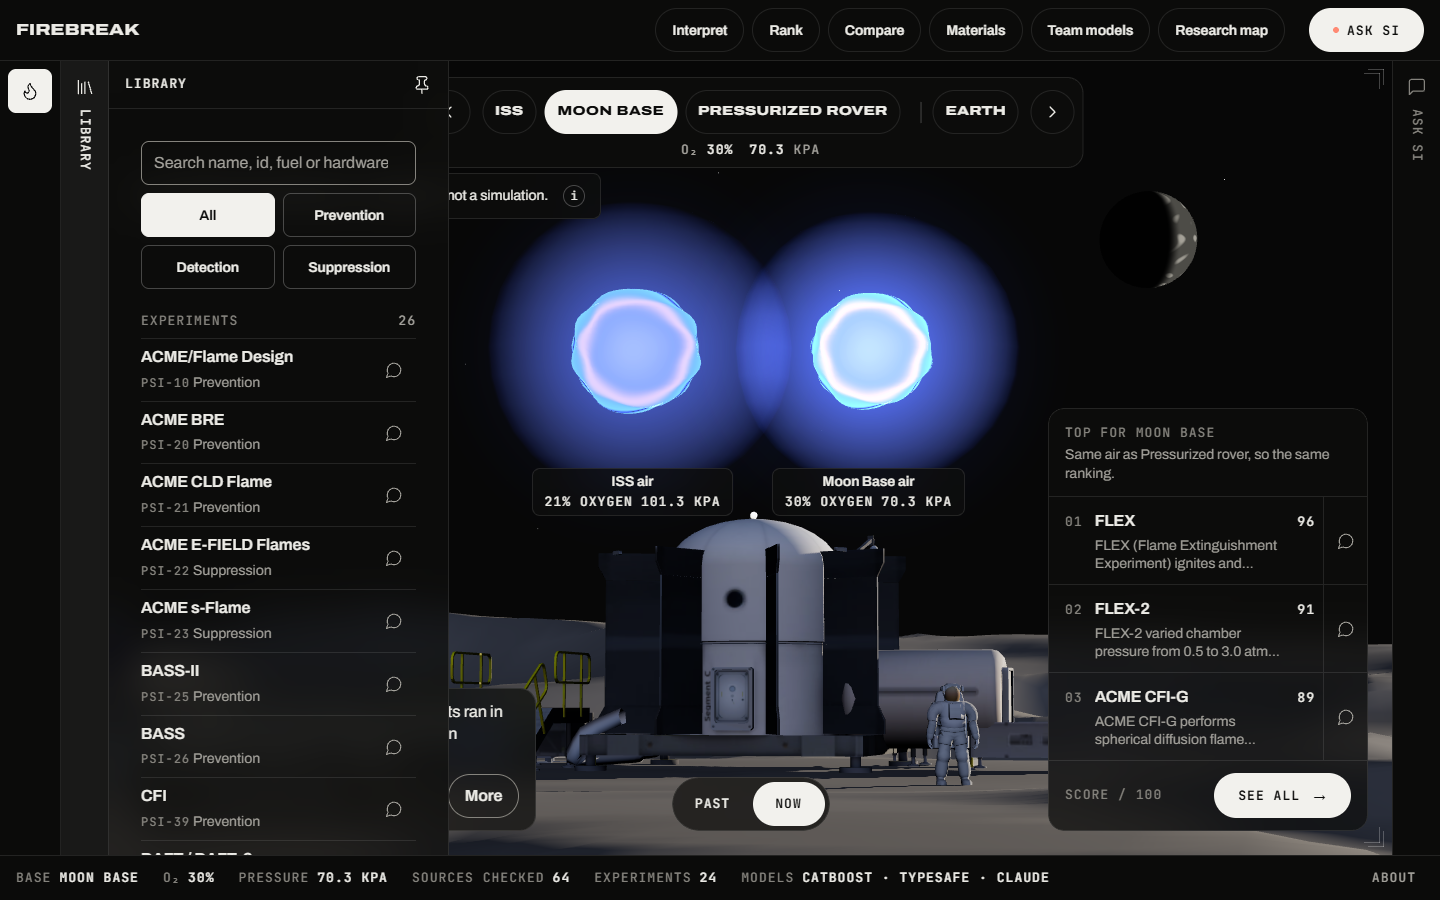 FIREBREAK
Interpret
Rank
Compare
Materials
Team models
Research map
ASK SI
LIBRARY
LIBRARY
Search name, id, fuel or hardware
All
Prevention
Detection
Suppression
EXPERIMENTS 26
ACME/Flame Design
PSI-10 Prevention
ACME BRE
PSI-20 Prevention
ACME CLD Flame
PSI-21 Prevention
ACME E-FIELD Flames
PSI-22 Suppression
ACME s-Flame
PSI-23 Suppression
BASS-II
PSI-25 Prevention
BASS
PSI-26 Prevention
CFI
PSI-39 Prevention
ISS
MOON BASE
PRESSURIZED ROVER
EARTH
O₂ 30% 70.3 KPA
not a simulation.
i
ISS air
21% OXYGEN 101.3 KPA
Moon Base air
30% OXYGEN 70.3 KPA
Segment C
ts ran in
n
More
PAST
NOW
TOP FOR MOON BASE
Same air as Pressurized rover, so the same
ranking.
01 FLEX 96
FLEX (Flame Extinguishment
Experiment) ignites and...
02 FLEX-2 91
FLEX-2 varied chamber
pressure from 0.5 to 3.0 atm...
03 ACME CFI-G 89
ACME CFI-G performs
spherical diffusion flame...
SCORE / 100
SEE ALL →
ASK SI
BASE MOON BASE O₂ 30% PRESSURE 70.3 KPA SOURCES CHECKED 64 EXPERIMENTS 24 MODELS CATBOOST · TYPESAFE · CLAUDE
ABOUT